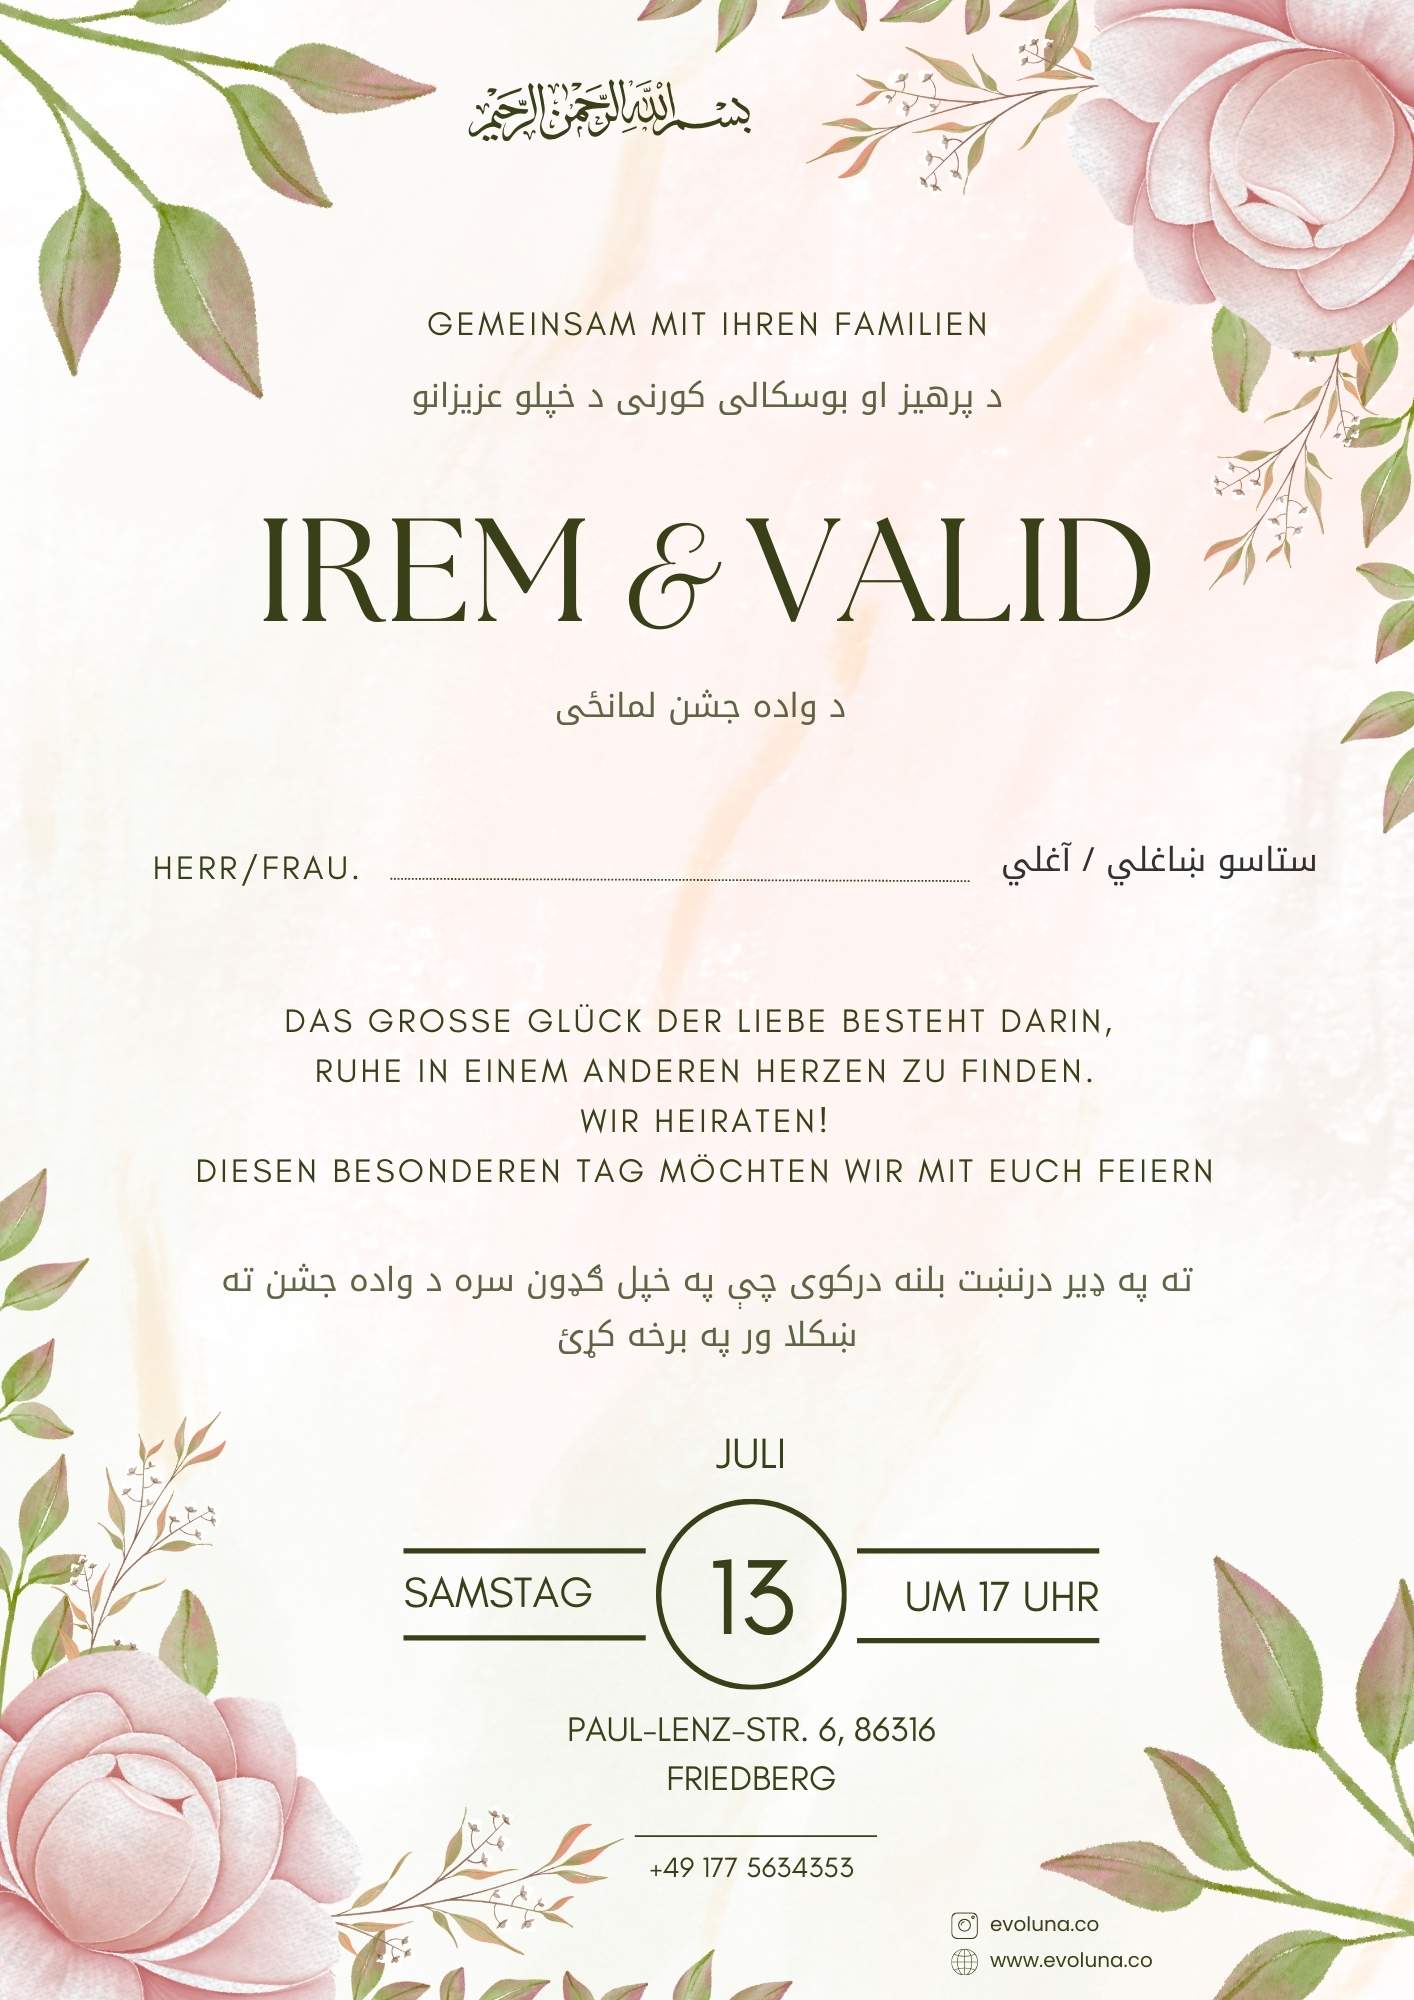 بسم الله الرحمن الرحيم
GEMEINSAM MIT IHREN FAMILIEN
د پرهیز او بوسکالی کورنی د خپلو عزیزانو
IREM & VALID
د واده جشن لمانځی
HERR/FRAU. ستاسو ښاغلي / آغلي
DAS GROSSE GLÜCK DER LIEBE BESTEHT DARIN,
RUHE IN EINEM ANDEREN HERZEN ZU FINDEN.
WIR HEIRATEN!
DIESEN BESONDEREN TAG MÖCHTEN WIR MIT EUCH FEIERN
ته په ډیر درنښت بلنه درکوی چې په خپل ګډون سره د واده جشن ته
ښکلا ور په برخه کړئ
JULI
SAMSTAG 13 UM 17 UHR
PAUL-LENZ-STR. 6, 86316
FRIEDBERG
+49 177 5634353
evoluna.co
www.evoluna.co